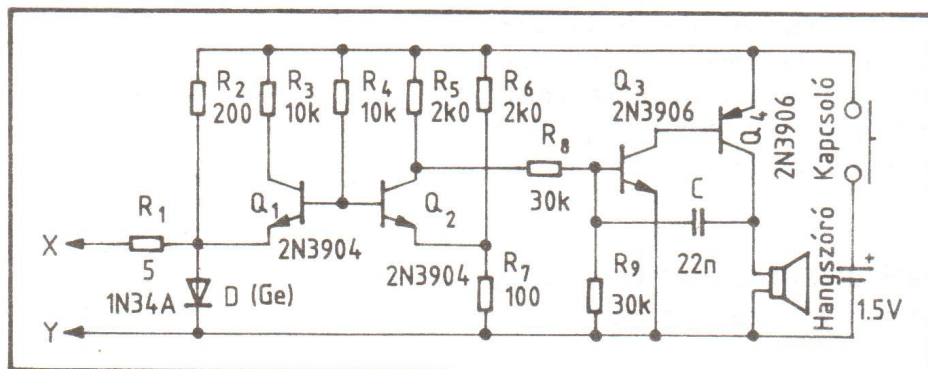 R2
200
R3
10k
R4
10k
R5
2k0
R6
2k0
Q3
2N3906
Q4
2N3906
Kapcsoló
R8
30k
R1
5
X
Q1
2N3904
Q2
2N3904
C
22n
1N34A
D (Ge)
R7
100
R9
30k
Hangszóró
+
1.5V
Y